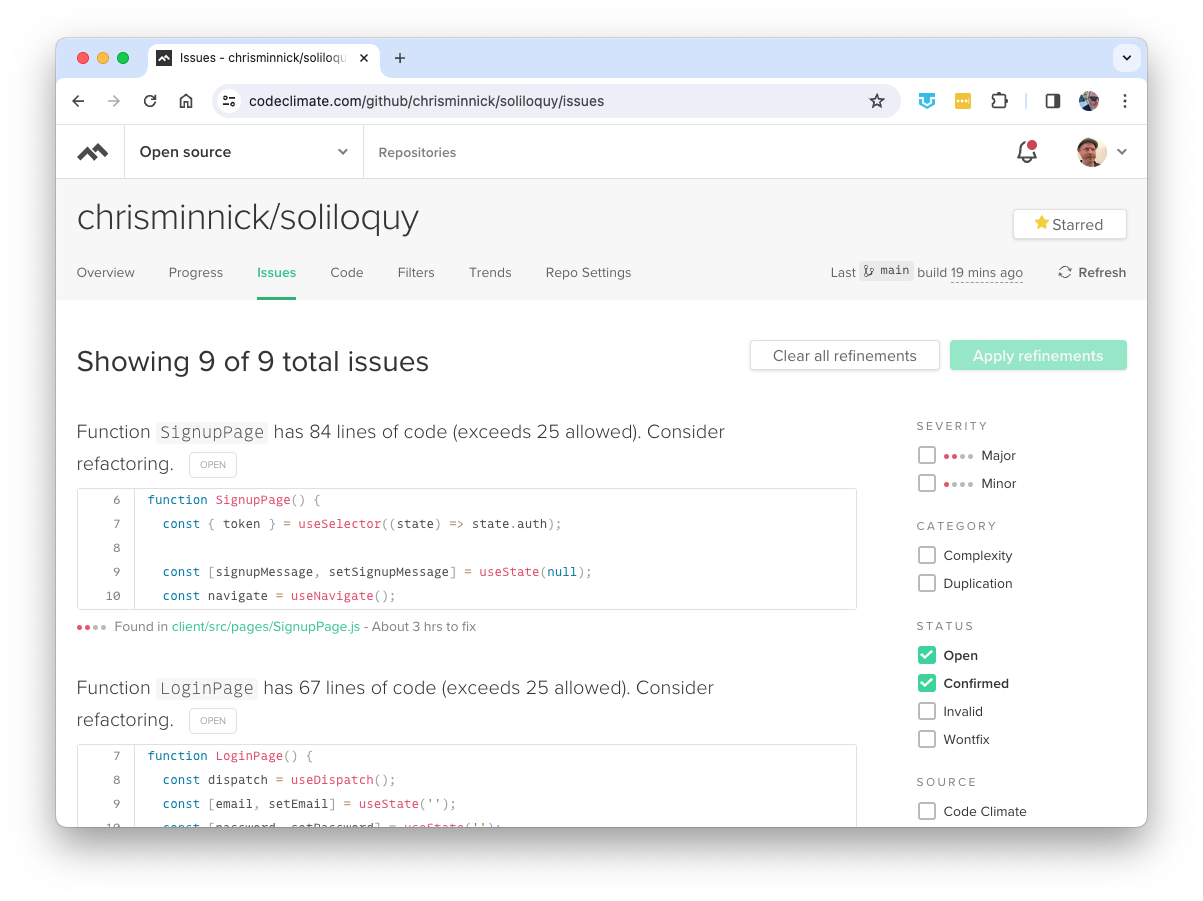 Issues - chrisminnick/soliloqu
codeclimate.com/github/chrisminnick/soliloquy/issues
Open source
Repositories
chrisminnick/soliloquy
Starred
Overview Progress Issues Code Filters Trends Repo Settings
Last main build 19 mins ago Refresh
Showing 9 of 9 total issues
Clear all refinements
Apply refinements
Function SignupPage has 84 lines of code (exceeds 25 allowed). Consider
refactoring. OPEN
6 function SignupPage() {
7 const { token } = useSelector((state) => state.auth);
8
9 const [signupMessage, setSignupMessage] = useState(null);
10 const navigate = useNavigate();
Found in client/src/pages/SignupPage.js - About 3 hrs to fix
Function LoginPage has 67 lines of code (exceeds 25 allowed). Consider
refactoring. OPEN
7 function LoginPage() {
8 const dispatch = useDispatch();
9 const [email, setEmail] = useState('');
10 const [password, setPassword] = useState('');
SEVERITY
Major
Minor
CATEGORY
Complexity
Duplication
STATUS
Open
Confirmed
Invalid
Wontfix
SOURCE
Code Climate